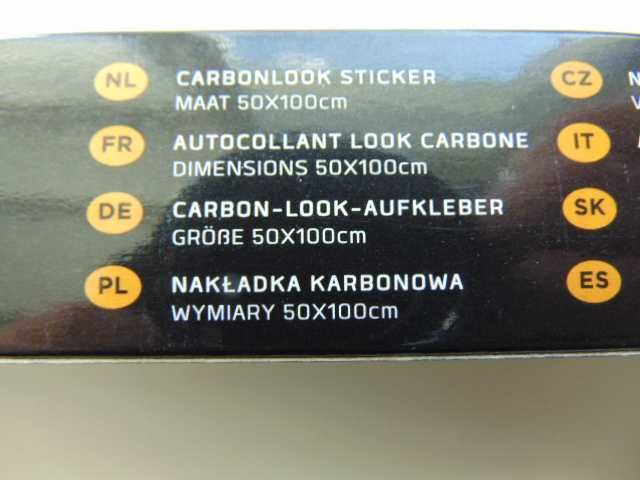 NL CARBONLOOK STICKER
MAAT 50X100cm
FR AUTOCOLLANT LOOK CARBONE
DIMENSIONS 50X100cm
DE CARBON-LOOK-AUFKLEBER
GRÖßE 50X100cm
PL NAKŁADKA KARBONOWA
WYMIARY 50X100cm
CZ
IT
SK
ES